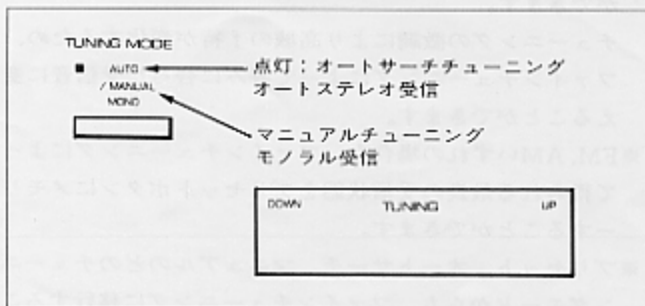 TUNING MODE
AUTO
/ MANUAL
MONO
点灯：オートサーチチューニング
オートステレオ受信
マニュアルチューニング
モノラル受信
DOWN TUNING UP